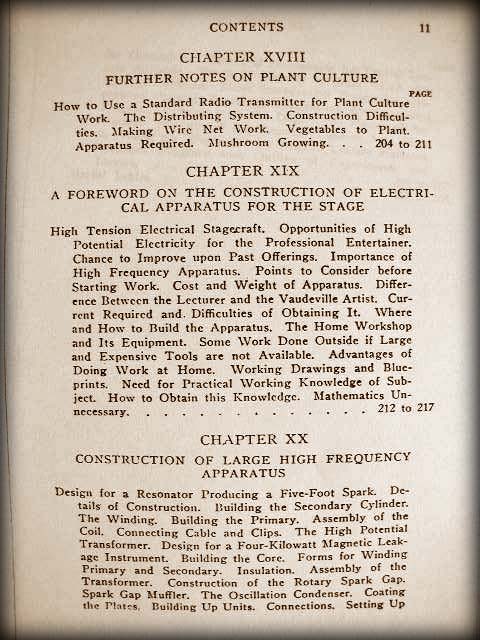 CONTENTS 11
CHAPTER XVIII
FURTHER NOTES ON PLANT CULTURE
PAGE
How to Use a Standard Radio Transmitter for Plant Culture
Work. The Distributing System. Construction Difficul-
ties. Making Wire Net Work. Vegetables to Plant.
Apparatus Required. Mushroom Growing. . . 204 to 211
CHAPTER XIX
A FOREWORD ON THE CONSTRUCTION OF ELECTRI-
CAL APPARATUS FOR THE STAGE
High Tension Electrical Stagecraft. Opportunities of High
Potential Electricity for the Professional Entertainer.
Chance to Improve upon Past Offerings. Importance of
High Frequency Apparatus. Points to Consider before
Starting Work. Cost and Weight of Apparatus. Differ-
ence Between the Lecturer and the Vaudeville Artist. Cur-
rent Required and Difficulties of Obtaining It. Where
and How to Build the Apparatus. The Home Workshop
and Its Equipment. Some Work Done Outside if Large
and Expensive Tools are not Available. Advantages of
Doing Work at Home. Working Drawings and Blue-
prints. Need for Practical Working Knowledge of Sub-
ject. How to Obtain this Knowledge. Mathematics Un-
necessary. . . . . . . . . . . . . . 212 to 217
CHAPTER XX
CONSTRUCTION OF LARGE HIGH FREQUENCY
APPARATUS
Design for a Resonator Producing a Five-Foot Spark. De-
tails of Construction. Building the Secondary Cylinder.
The Winding. Building the Primary. Assembly of the
Coil. Connecting Cable and Clips. The High Potential
Transformer. Design for a Four-Kilowatt Magnetic Leak-
age Instrument. Building the Core. Forms for Winding
Primary and Secondary. Insulation. Assembly of the
Transformer. Construction of the Rotary Spark Gap.
Spark Gap Muffler. The Oscillation Condenser. Coating
the Plates. Building Up Units. Connections. Setting Up